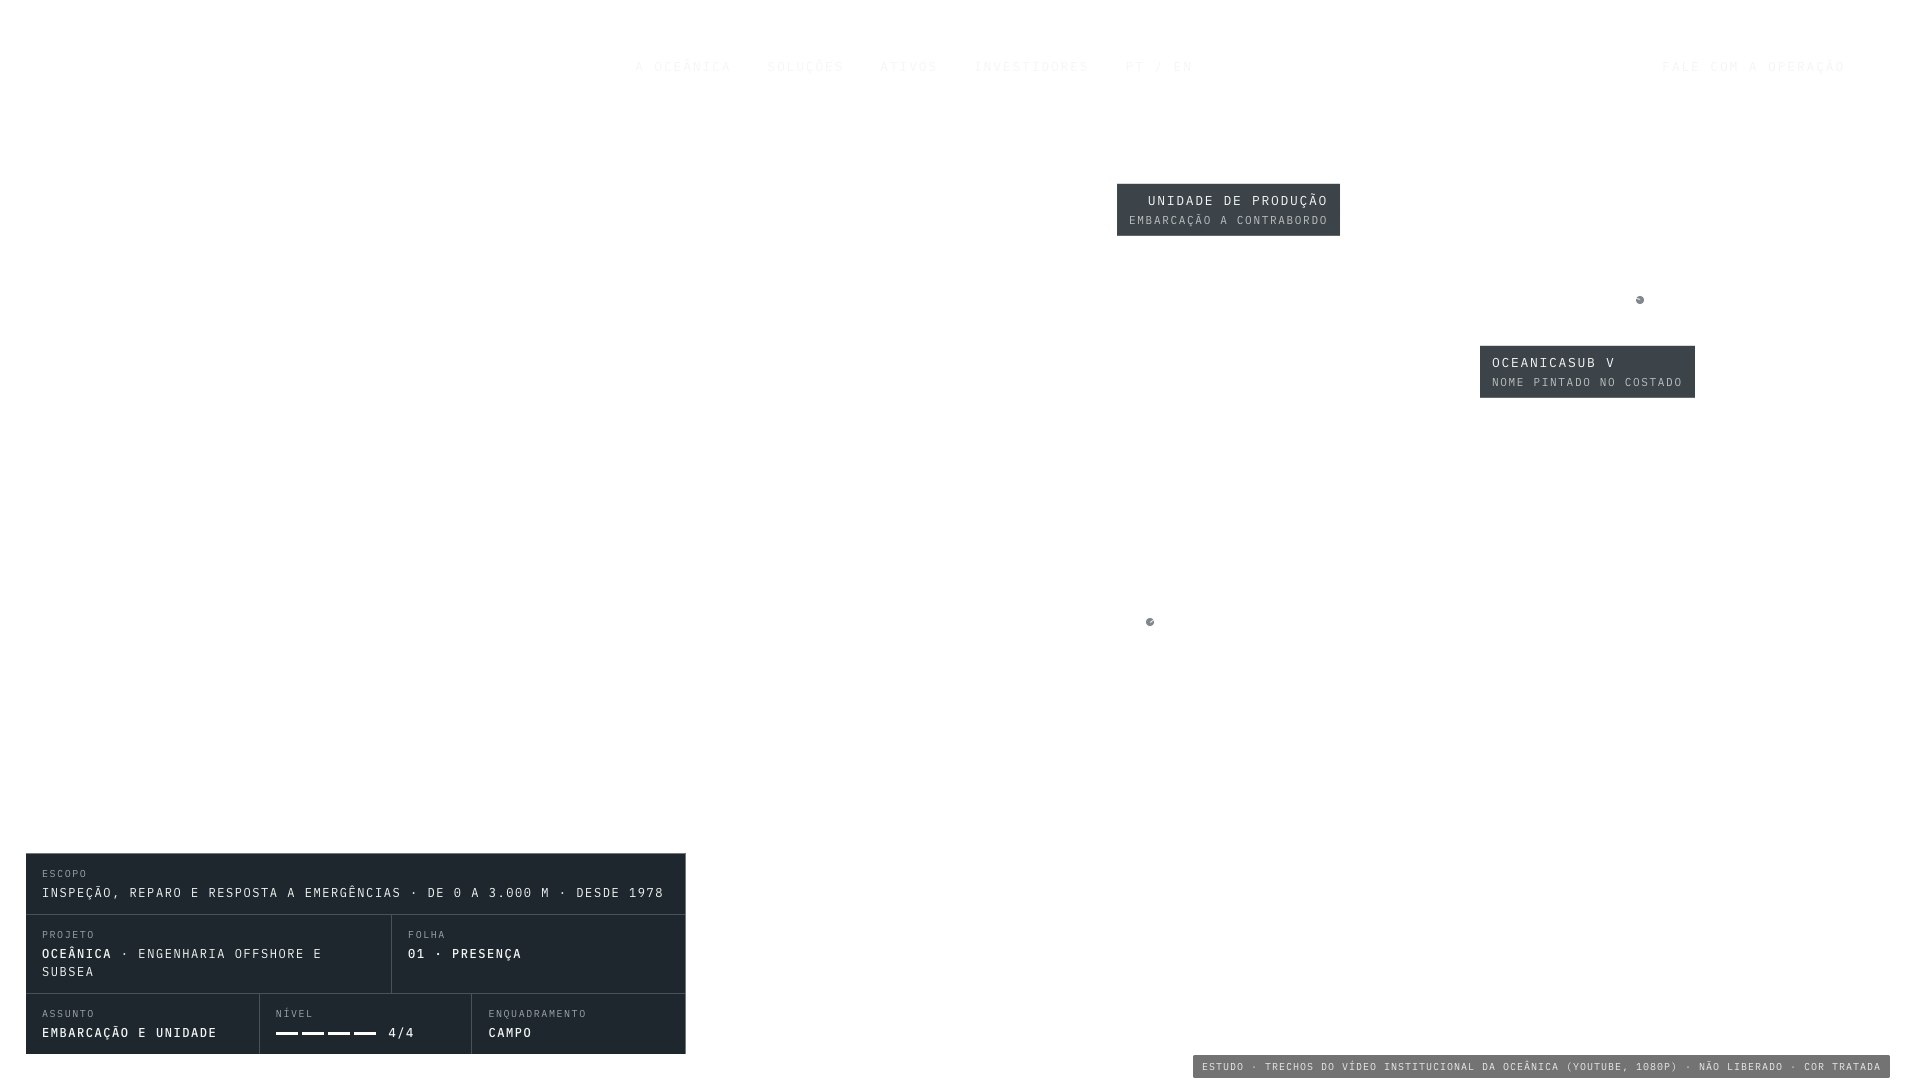 A OCEÂNICA SOLUÇÕES ATIVOS INVESTIDORES PT / EN FALE COM A OPERAÇÃO
UNIDADE DE PRODUÇÃO
EMBARCAÇÃO A CONTRABORDO
OCEANICASUB V
NOME PINTADO NO COSTADO
ESCOPO
INSPEÇÃO, REPARO E RESPOSTA A EMERGÊNCIAS · DE 0 A 3.000 M · DESDE 1978
PROJETO
OCEÂNICA · ENGENHARIA OFFSHORE E
SUBSEA
FOLHA
01 · PRESENÇA
ASSUNTO
EMBARCAÇÃO E UNIDADE
NÍVEL
4/4
ENQUADRAMENTO
CAMPO
ESTUDO · TRECHOS DO VÍDEO INSTITUCIONAL DA OCEÂNICA (YOUTUBE, 1080P) · NÃO LIBERADO · COR TRATADA